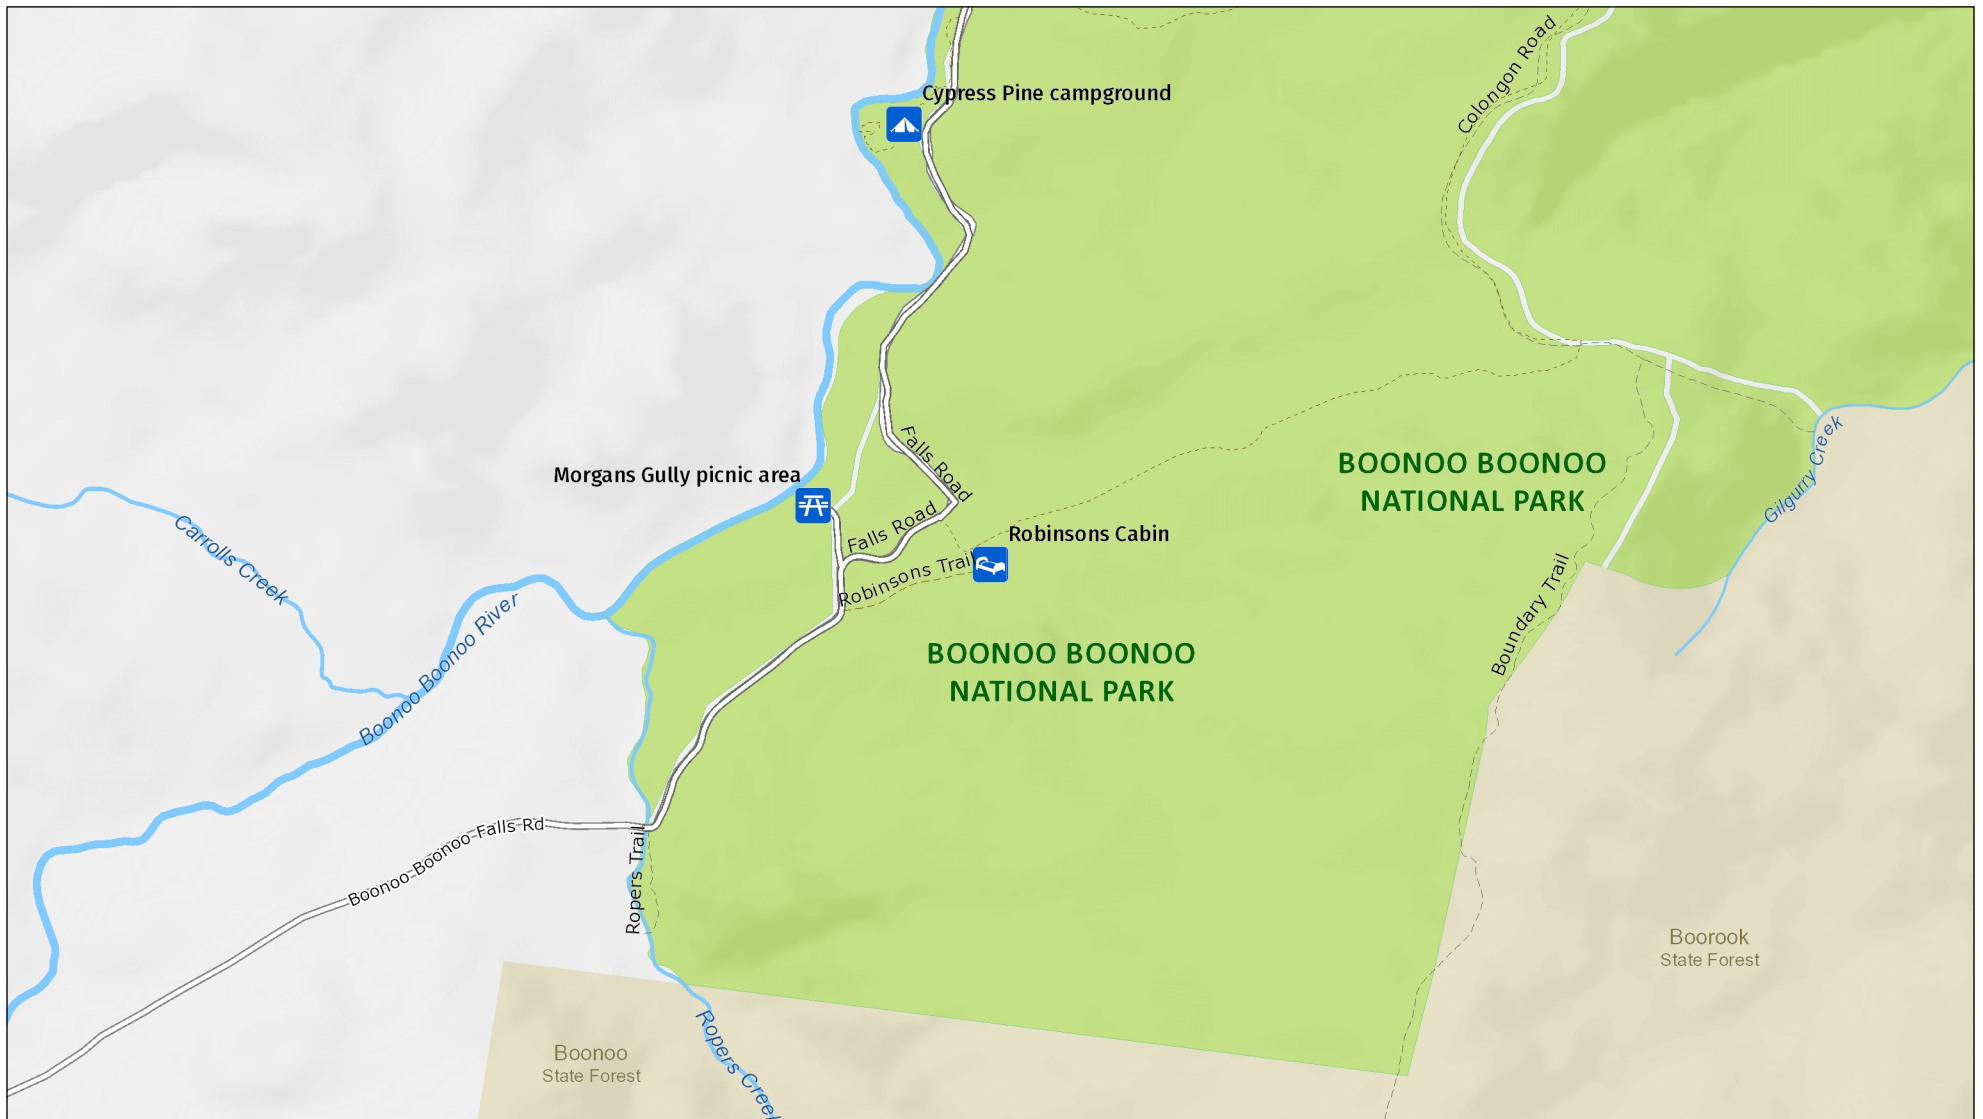 Colongon Road
Cypress Pine campground
Falls Road
Morgans Gully picnic area
BOONOO BOONOO
NATIONAL PARK
Gilgurry Creek
Falls Road
Robinsons Cabin
Carrolls Creek
Robinsons Trail
Boundary Trail
Boonoo Boonoo River
BOONOO BOONOO
NATIONAL PARK
Boonoo Boonoo Falls Rd
Ropers Trail
Boorook
State Forest
Boonoo
State Forest
Ropers Creek